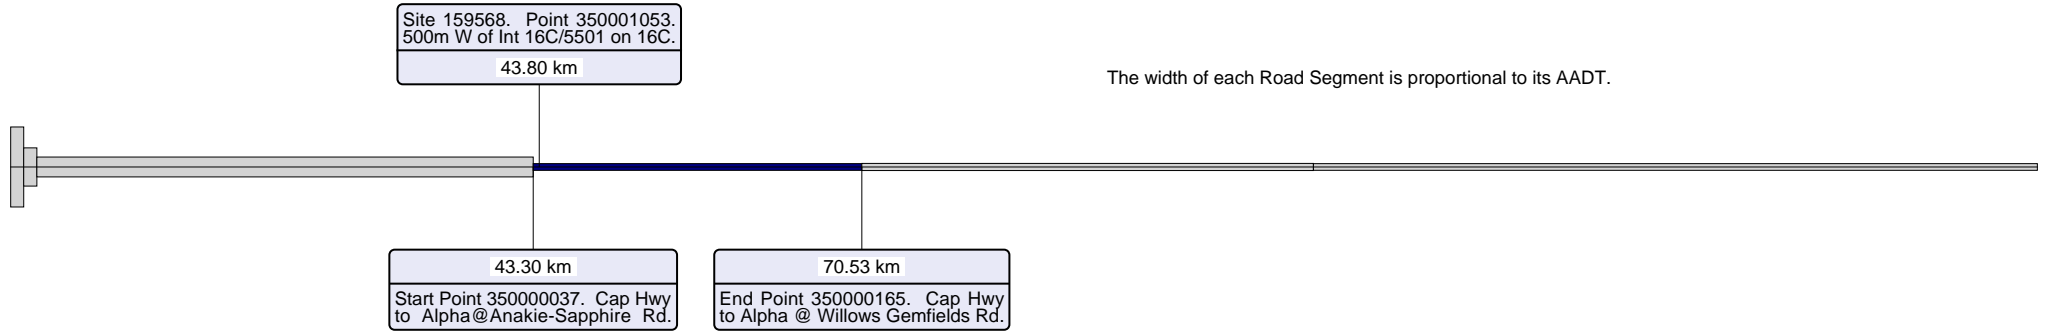 Site 159568. Point 350001053.
500m W of Int 16C/5501 on 16C.
43.80 km
The width of each Road Segment is proportional to its AADT.
43.30 km
Start Point 350000037. Cap Hwy
to Alpha@Anakie-Sapphire Rd.
70.53 km
End Point 350000165. Cap Hwy
to Alpha @ Willows Gemfields Rd.